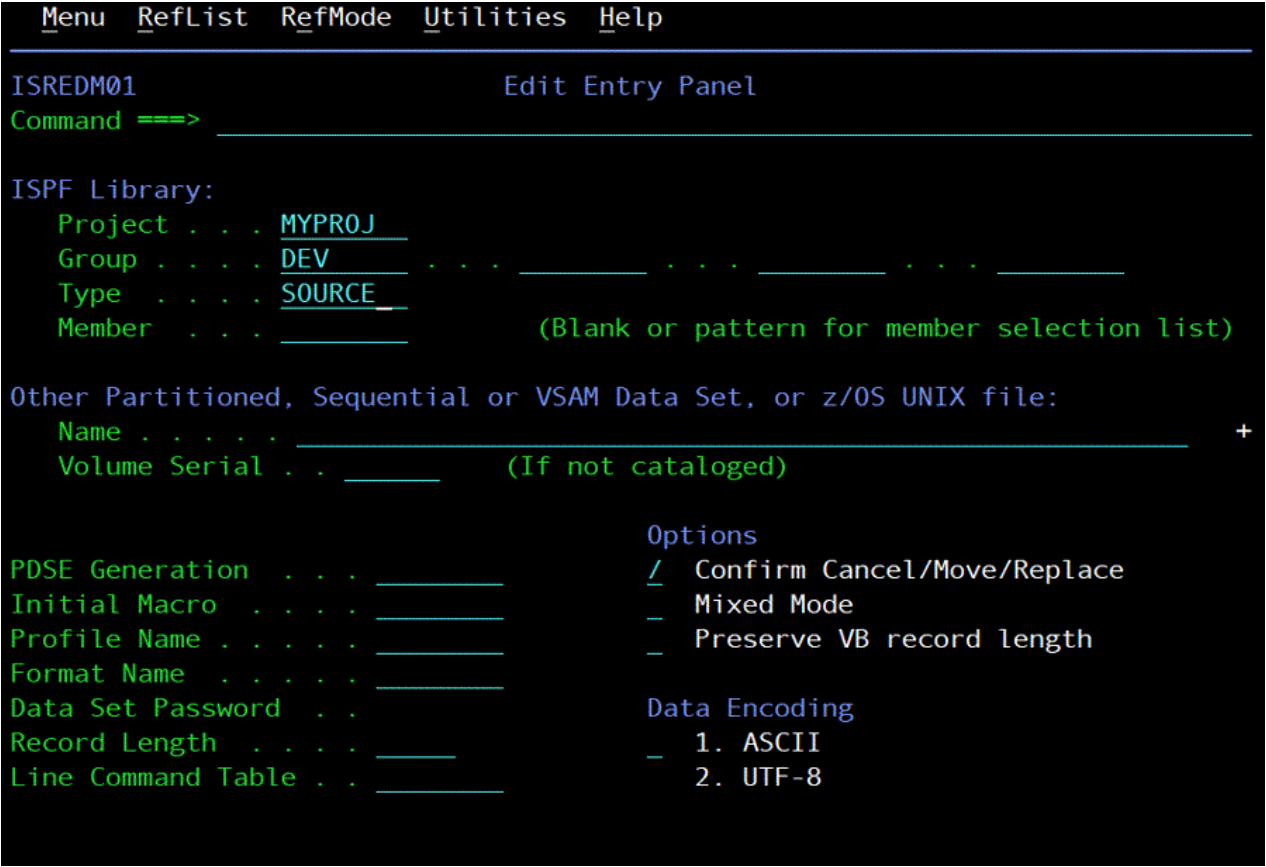 Menu RefList RefMode Utilities Help
ISREDM01 Edit Entry Panel
Command ===>
ISPF Library:
Project . . . MYPROJ
Group . . . . DEV . . . . . . . . .
Type . . . . SOURCE
Member . . . (Blank or pattern for member selection list)
Other Partitioned, Sequential or VSAM Data Set, or z/OS UNIX file:
Name . . . . . +
Volume Serial . . (If not cataloged)
Options
PDSE Generation . . . / Confirm Cancel/Move/Replace
Initial Macro . . . . Mixed Mode
Profile Name . . . . . Preserve VB record length
Format Name . . . . .
Data Set Password . . Data Encoding
Record Length . . . . 1. ASCII
Line Command Table . . 2. UTF-8